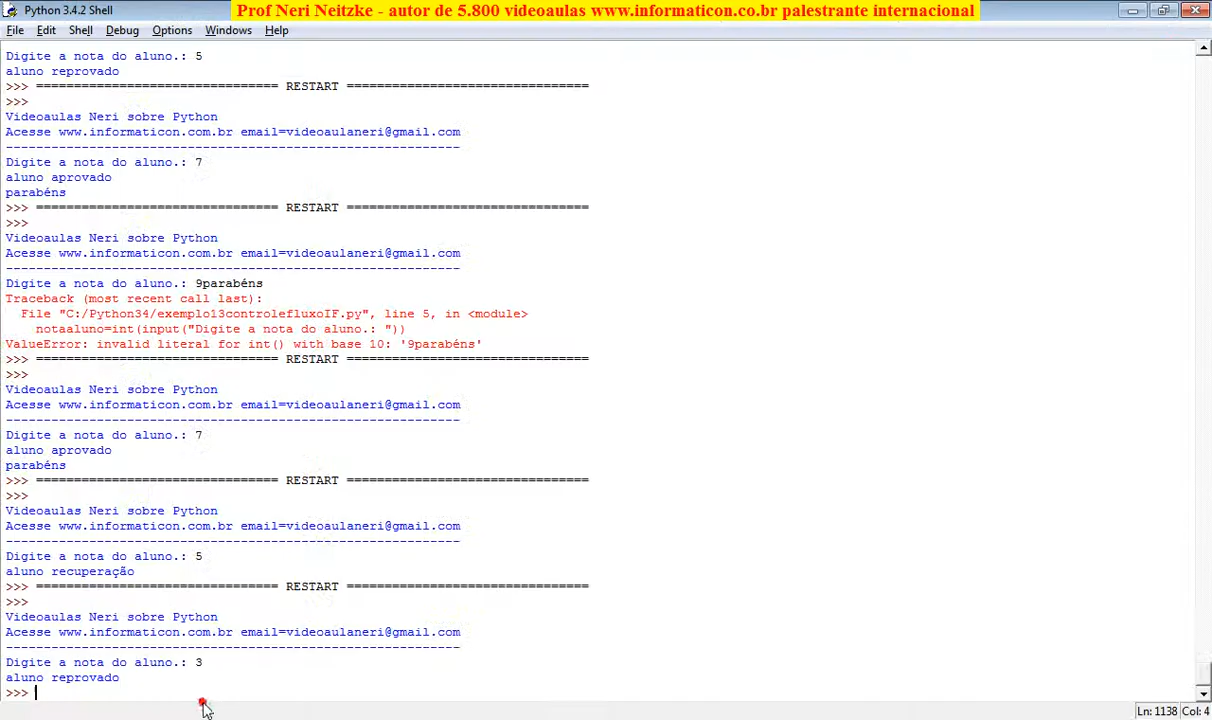 Python 3.4.2 Shell
Prof Neri Neitzke - autor de 5.800 videoaulas www.informaticon.co.br palestrante internacional
File Edit Shell Debug Options Windows Help
Digite a nota do aluno.: 5
aluno reprovado
>>> ================================ RESTART ================================
>>>
Videoaulas Neri sobre Python
Acesse www.informaticon.com.br email=videoaulaneri@gmail.com
------------------------------------------------------------
Digite a nota do aluno.: 7
aluno aprovado
parabéns
>>> ================================ RESTART ================================
>>>
Videoaulas Neri sobre Python
Acesse www.informaticon.com.br email=videoaulaneri@gmail.com
------------------------------------------------------------
Digite a nota do aluno.: 9parabéns
Traceback (most recent call last):
  File "C:/Python34/exemplo13controlefluxoIF.py", line 5, in <module>
    notaaluno=int(input("Digite a nota do aluno.: "))
ValueError: invalid literal for int() with base 10: '9parabéns'
>>> ================================ RESTART ================================
>>>
Videoaulas Neri sobre Python
Acesse www.informaticon.com.br email=videoaulaneri@gmail.com
------------------------------------------------------------
Digite a nota do aluno.: 7
aluno aprovado
parabéns
>>> ================================ RESTART ================================
>>>
Videoaulas Neri sobre Python
Acesse www.informaticon.com.br email=videoaulaneri@gmail.com
------------------------------------------------------------
Digite a nota do aluno.: 5
aluno recuperação
>>> ================================ RESTART ================================
>>>
Videoaulas Neri sobre Python
Acesse www.informaticon.com.br email=videoaulaneri@gmail.com
------------------------------------------------------------
Digite a nota do aluno.: 3
aluno reprovado
>>>
Ln: 1138 Col: 4